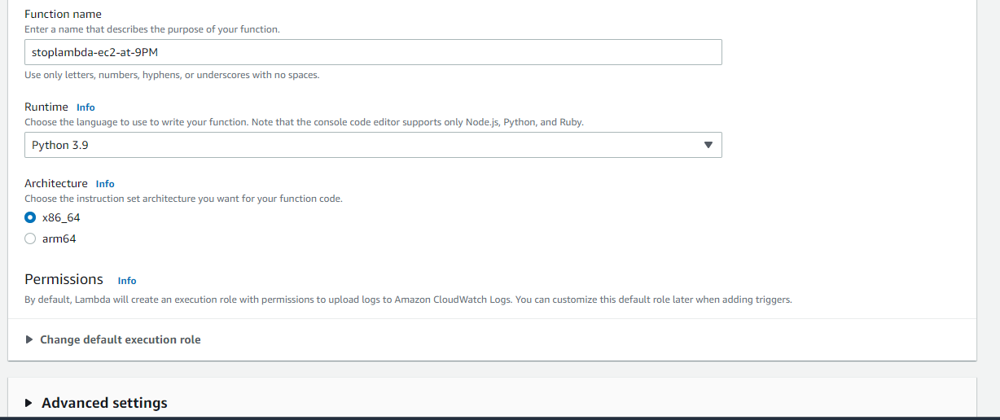 Function name
Enter a name that describes the purpose of your function.
stoplambda-ec2-at-9PM
Use only letters, numbers, hyphens, or underscores with no spaces.
Runtime Info
Choose the language to use to write your function. Note that the console code editor supports only Node.js, Python, and Ruby.
Python 3.9
Architecture Info
Choose the instruction set architecture you want for your function code.
x86_64
arm64
Permissions Info
By default, Lambda will create an execution role with permissions to upload logs to Amazon CloudWatch Logs. You can customize this default role later when adding triggers.
Change default execution role
Advanced settings